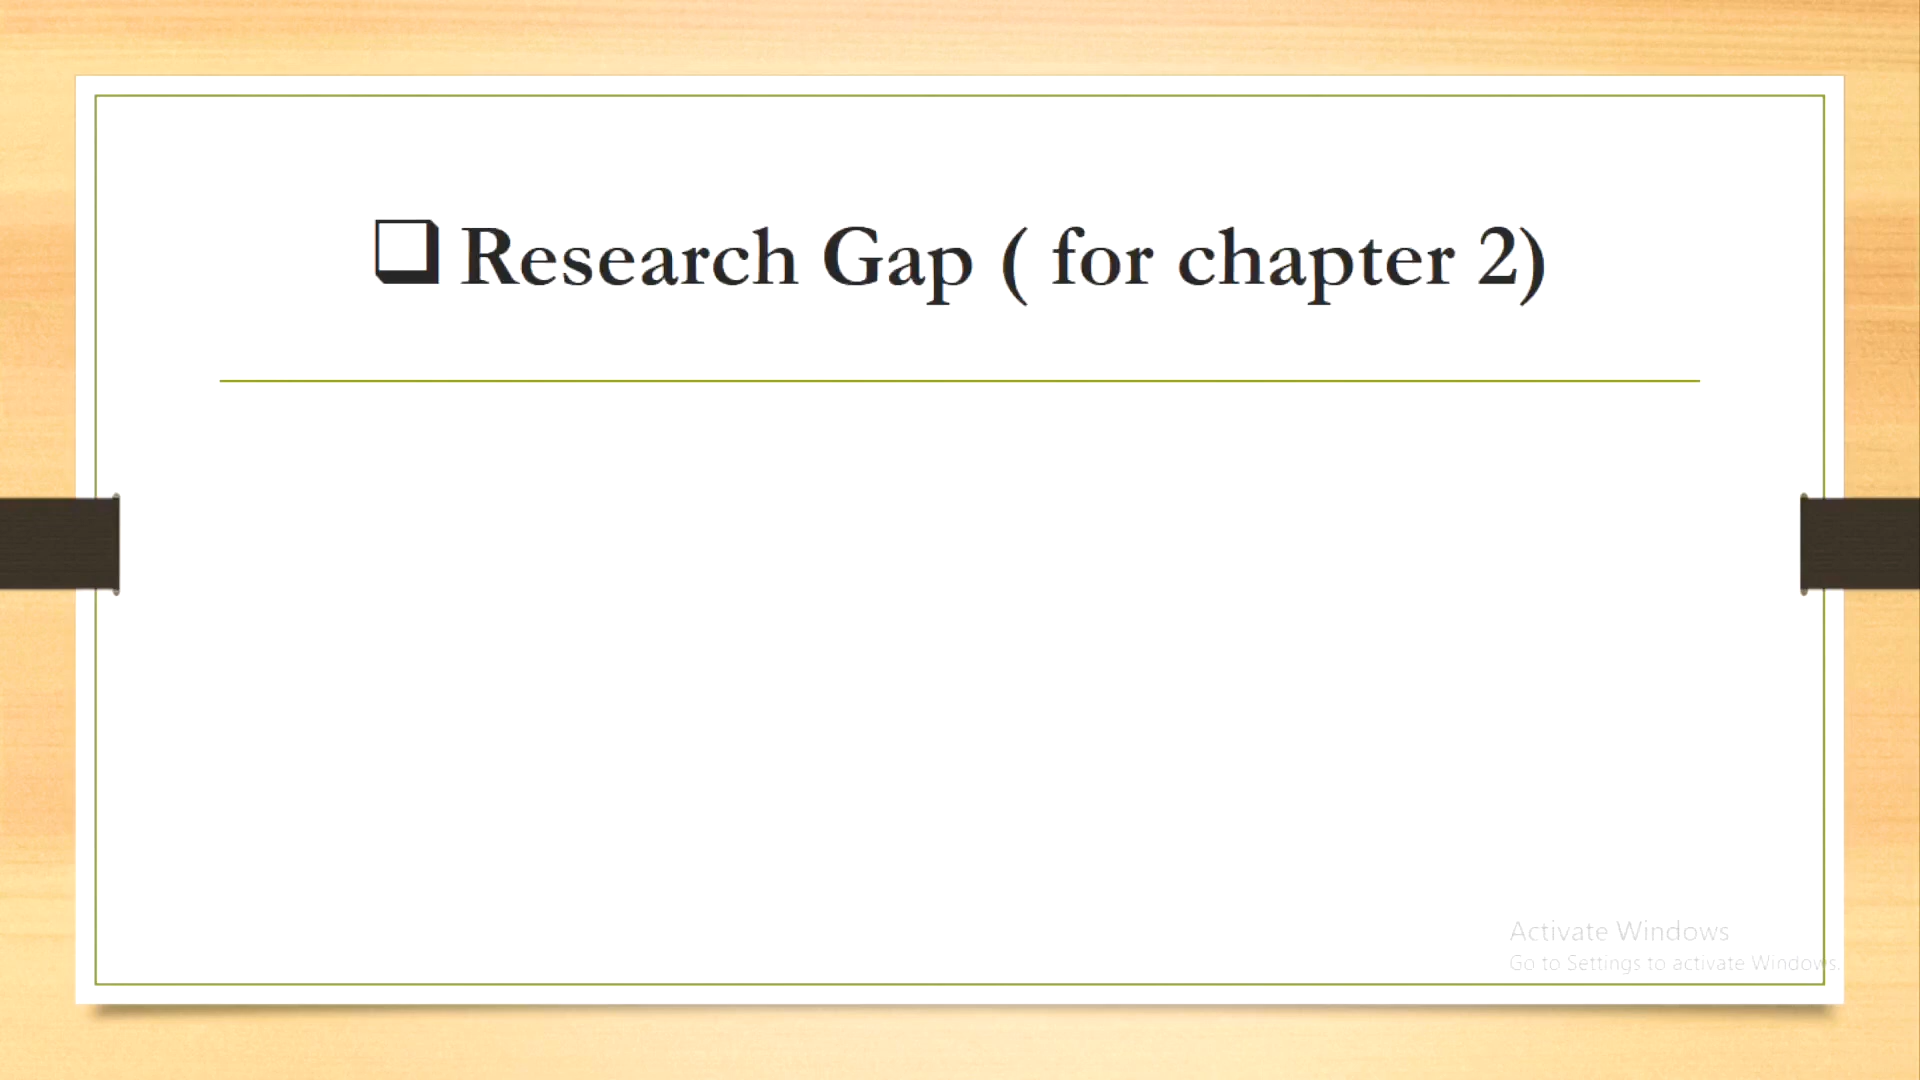 ❑ Research Gap ( for chapter 2)
Activate Windows
Go to Settings to activate Windows.